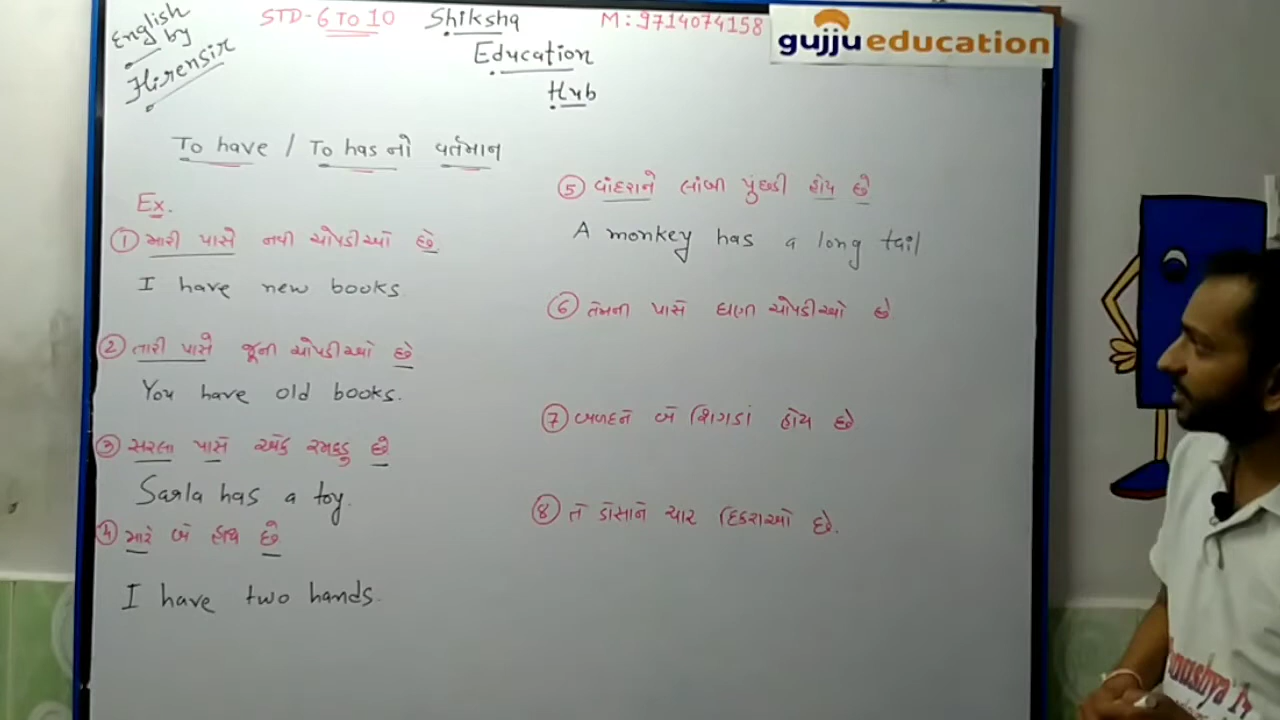 English
by
Hirensir
STD-6 TO 10
Shiksha
Education
Hub
M: 9714074158
gujjueducation
To have / To has નો વર્તમાન
Ex.
① મારી પાસે નવી ચોપડીઓ છે
I have new books
② તારી પાસે જૂની ચોપડીઓ છે
You have old books.
③ સરલા પાસે એક રમકડુ છે
Sarla has a toy.
④ મારે બે હાથ છે
I have two hands.
⑤ વાંદરાને લાંબી પુંછડી હોય છે
A monkey has a long tail
⑥ તેમની પાસે ઘણી ચોપડીઓ છે
⑦ બળદને બે શિગડાં હોય છે
⑧ તે ડોસાને ચાર દિકરાઓ છે.